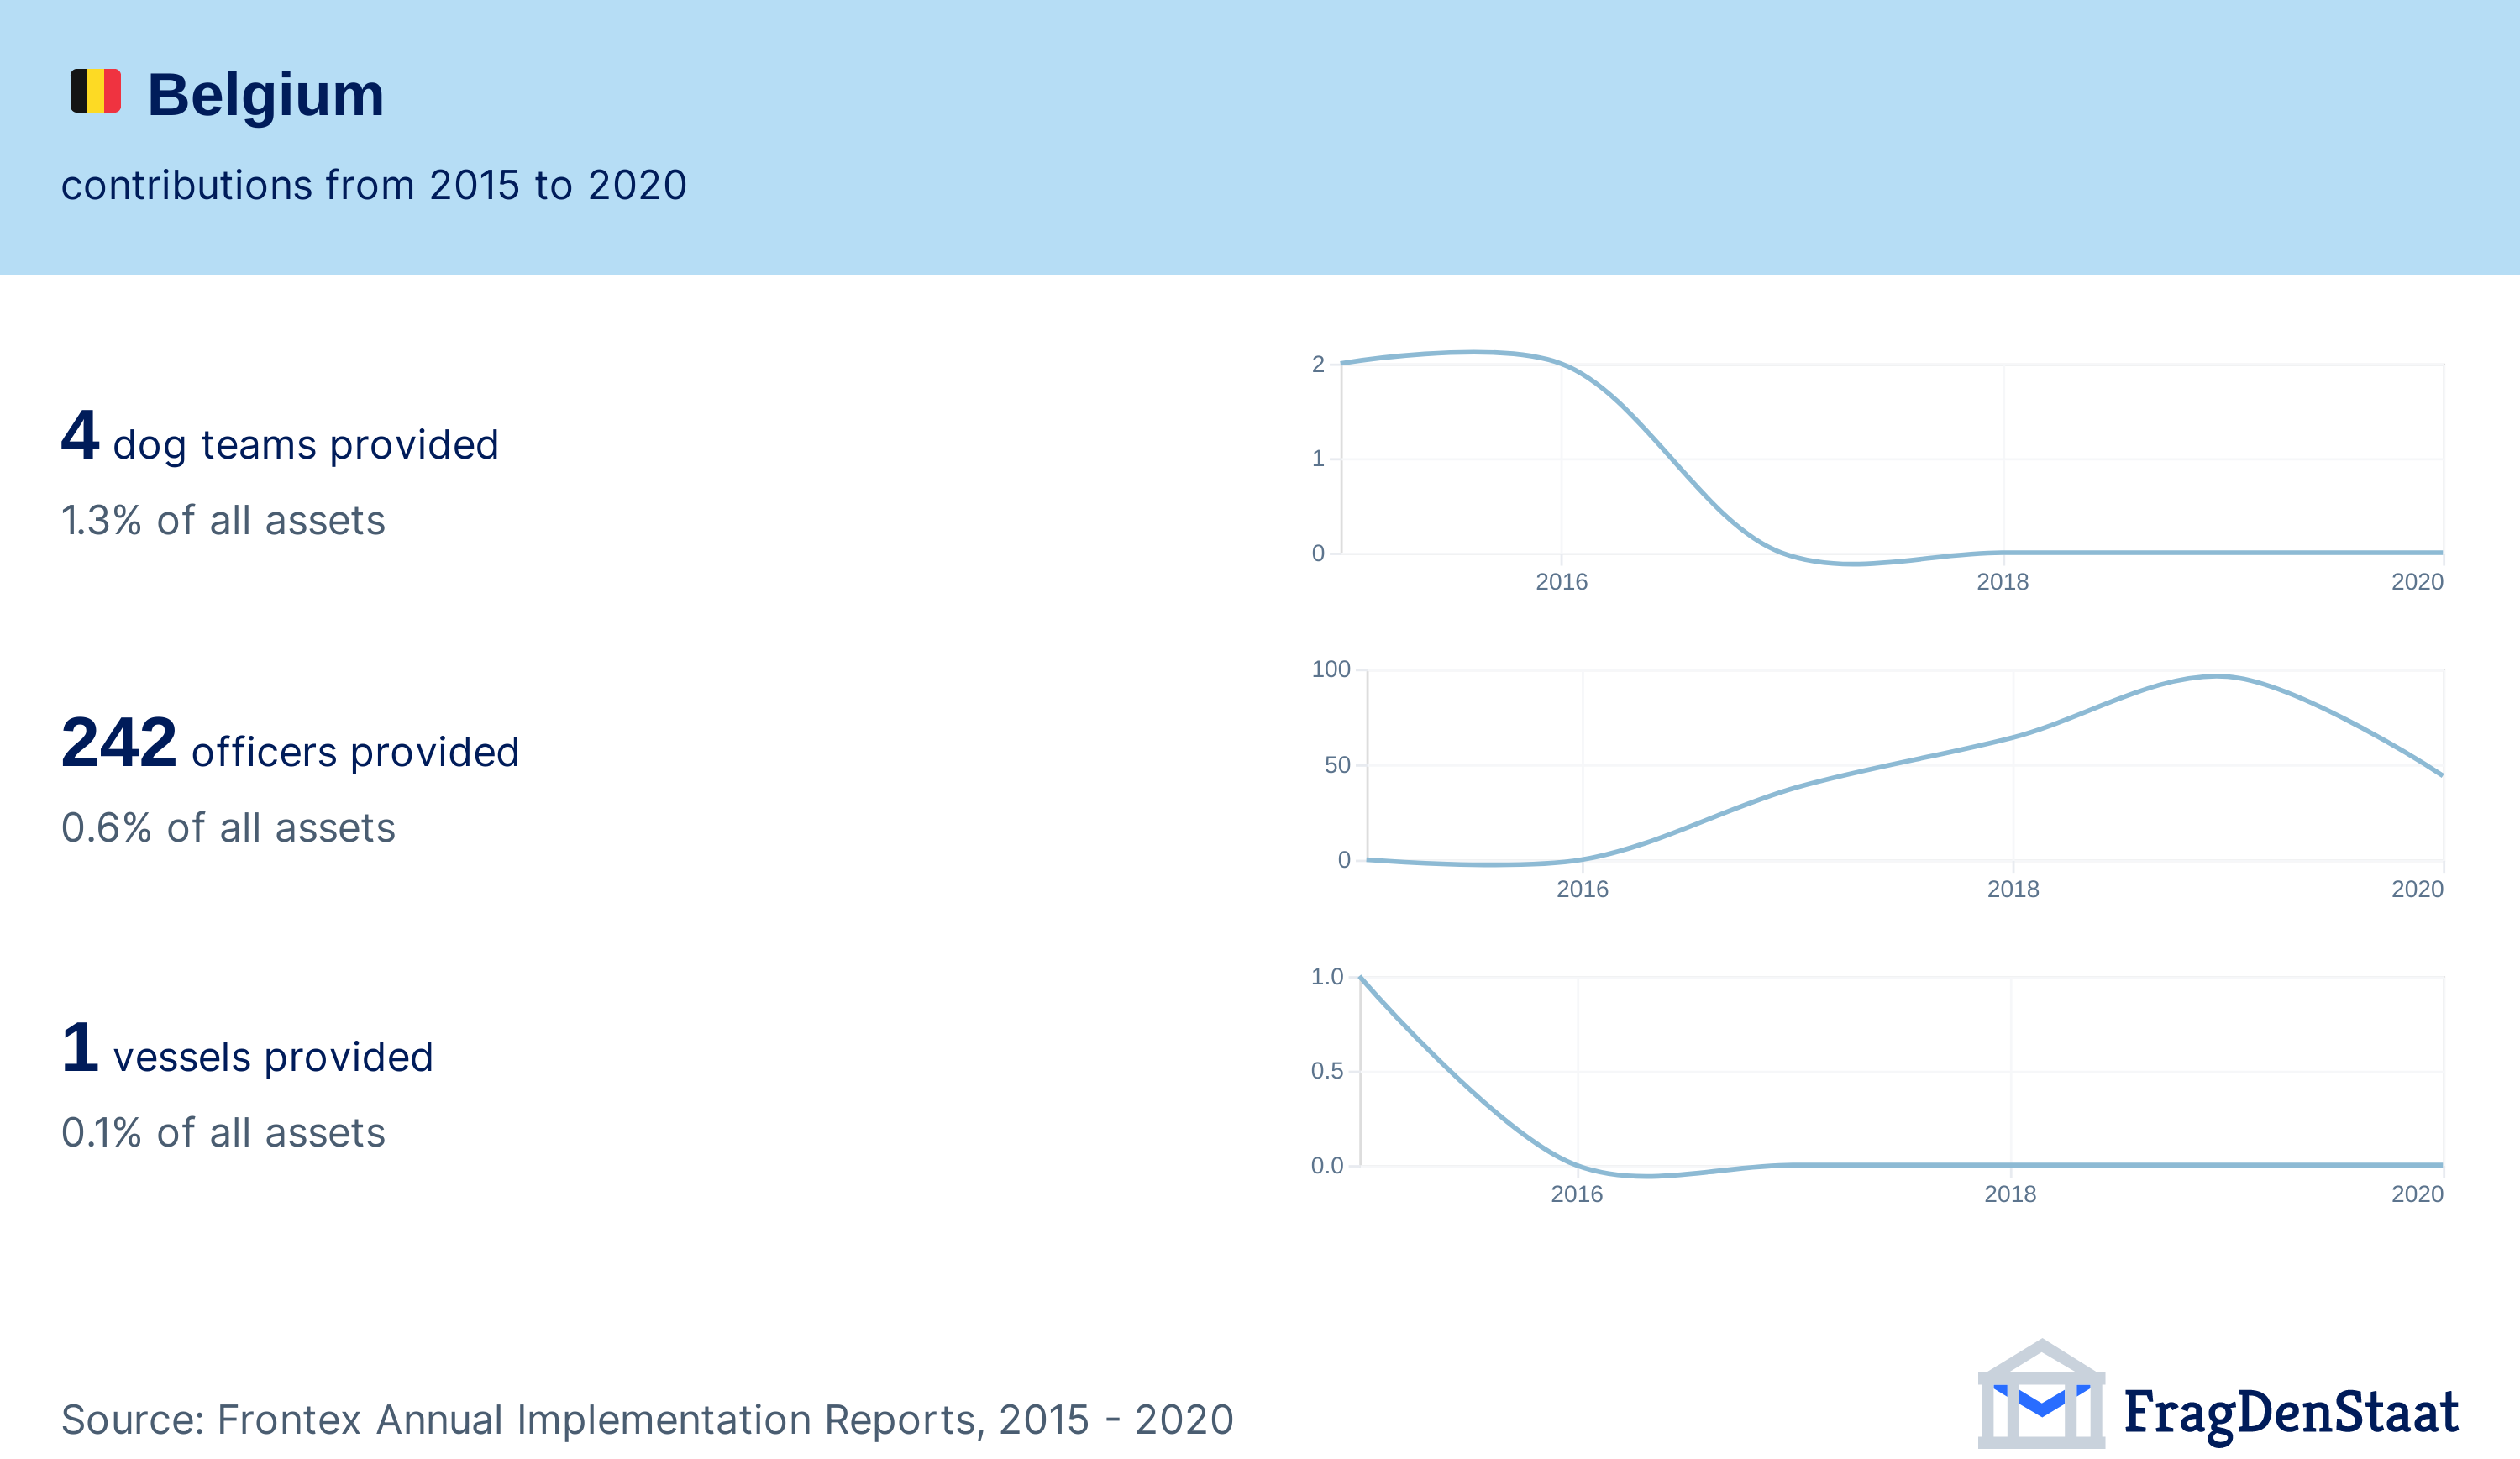 Belgium
contributions from 2015 to 2020
4 dog teams provided
1.3% of all assets
2
1
0
2016 2018 2020
242 officers provided
0.6% of all assets
100
50
0
2016 2018 2020
1 vessels provided
0.1% of all assets
1.0
0.5
0.0
2016 2018 2020
Source: Frontex Annual Implementation Reports, 2015 - 2020
FragDenStaat